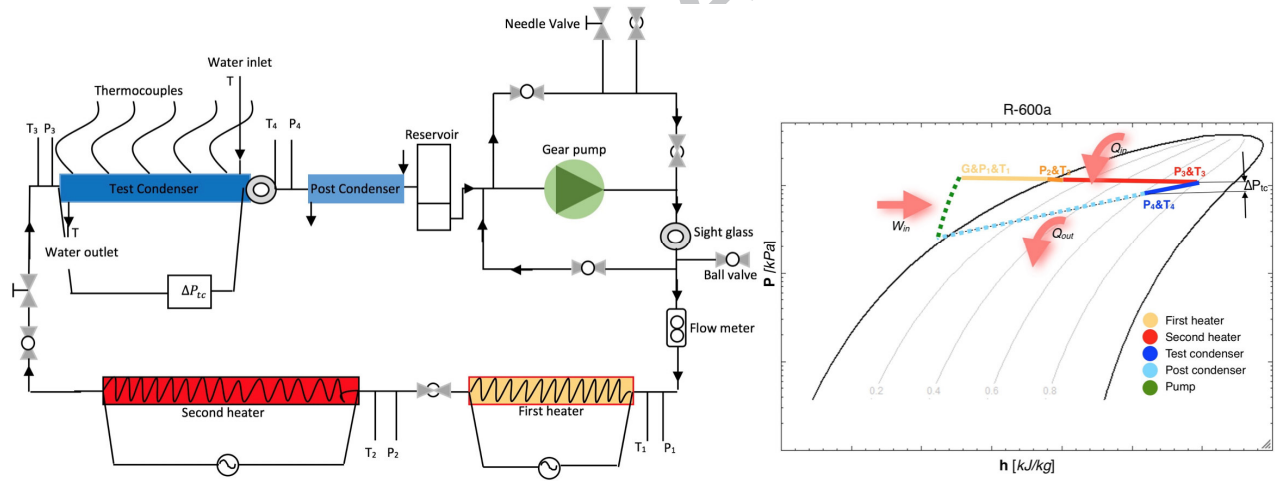 Needle Valve
Water inlet
T
Thermocouples
T3 P3
T4 P4
Reservoir
Gear pump
Test Condenser
Post Condenser
T
Water outlet
ΔPtc
Sight glass
Ball valve
Flow meter
Second heater
First heater
T2 P2
T1 P1
R-600a
Qin
G&P1&T1
P2&T2
P3&T3
ΔPtc
P4&T4
Win
Qout
P [kPa]
First heater
Second heater
Test condenser
Post condenser
Pump
0.2
0.4
0.6
0.8
h [kJ/kg]